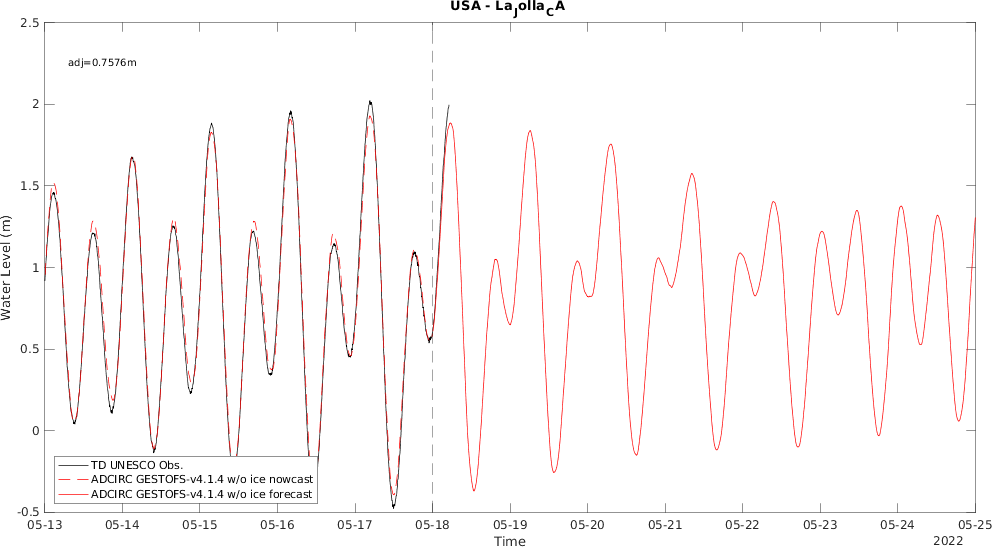 USA - LaJollaCA
adj=0.7576m
2.5
2
1.5
1
0.5
0
-0.5
Water Level (m)
TD UNESCO Obs.
ADCIRC GESTOFS-v4.1.4 w/o ice nowcast
ADCIRC GESTOFS-v4.1.4 w/o ice forecast
05-13 05-14 05-15 05-16 05-17 05-18 05-19 05-20 05-21 05-22 05-23 05-24 05-25
Time
2022